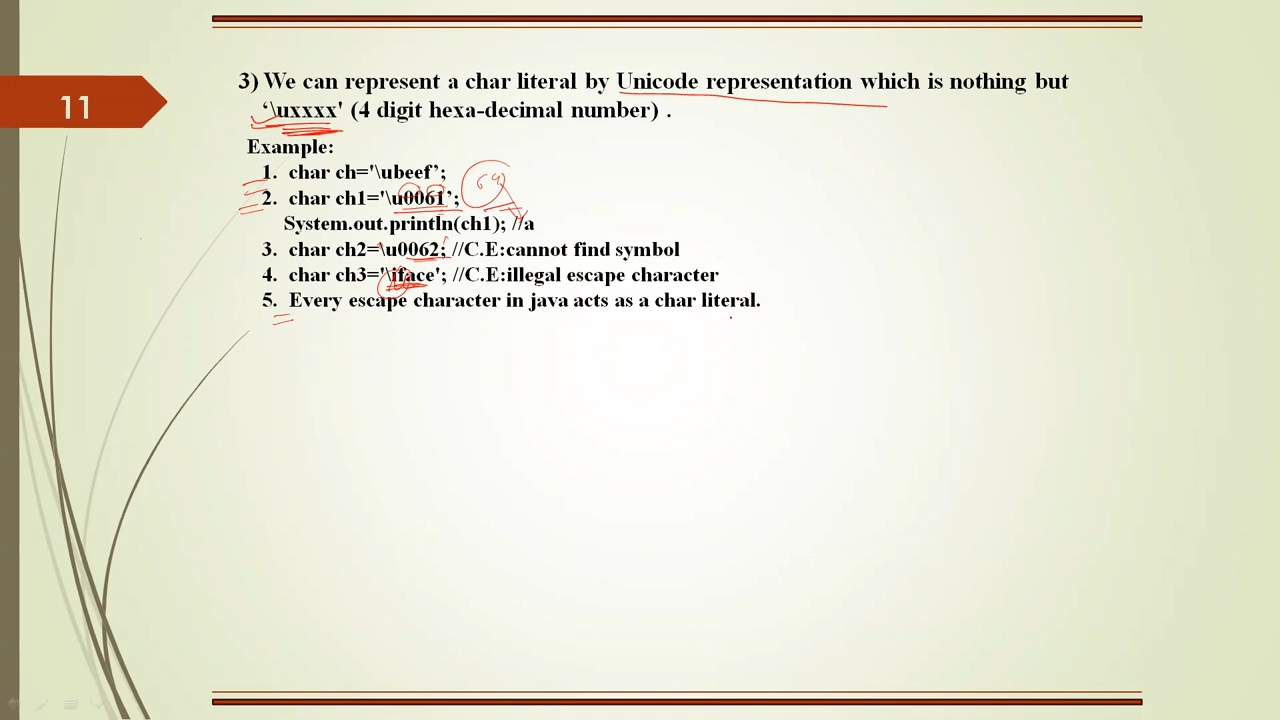 11
3) We can represent a char literal by Unicode representation which is nothing but
‘\uxxxx' (4 digit hexa-decimal number) .
Example:
1. char ch='\ubeef’;
2. char ch1='\u0061’;
System.out.println(ch1); //a
3. char ch2=\u0062; //C.E:cannot find symbol
4. char ch3='\iface'; //C.E:illegal escape character
5. Every escape character in java acts as a char literal.